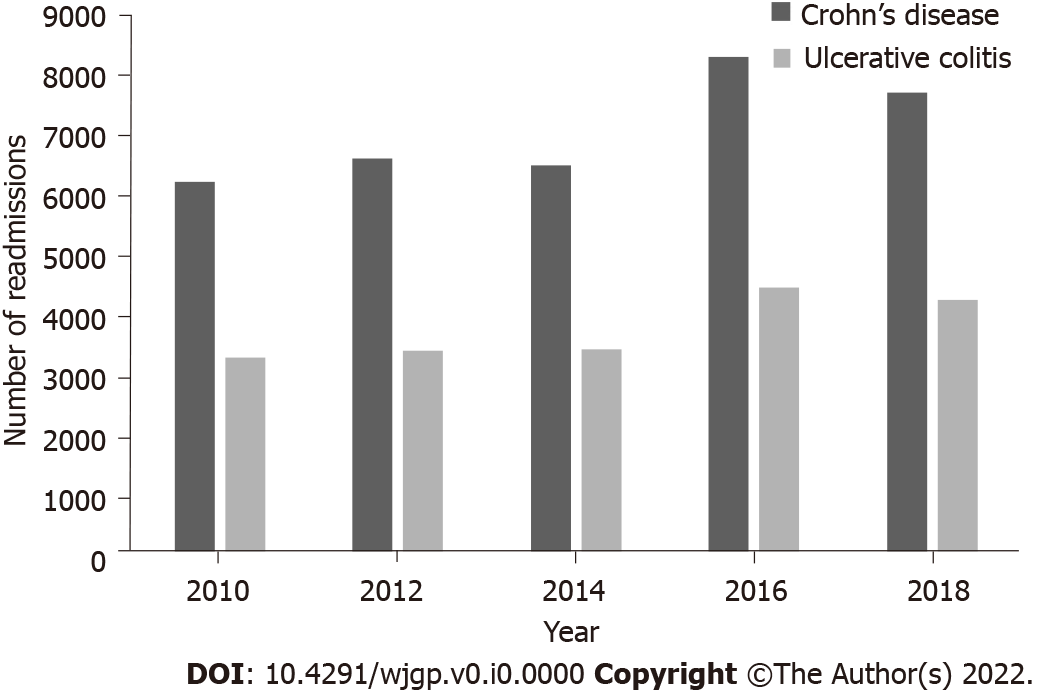 9000
8000
7000
6000
5000
4000
3000
2000
1000
0
Number of readmissions
Crohn's disease
Ulcerative colitis
2010 2012 2014 2016 2018
Year
DOI: 10.4291/wjgp.v0.i0.0000 Copyright ©The Author(s) 2022.